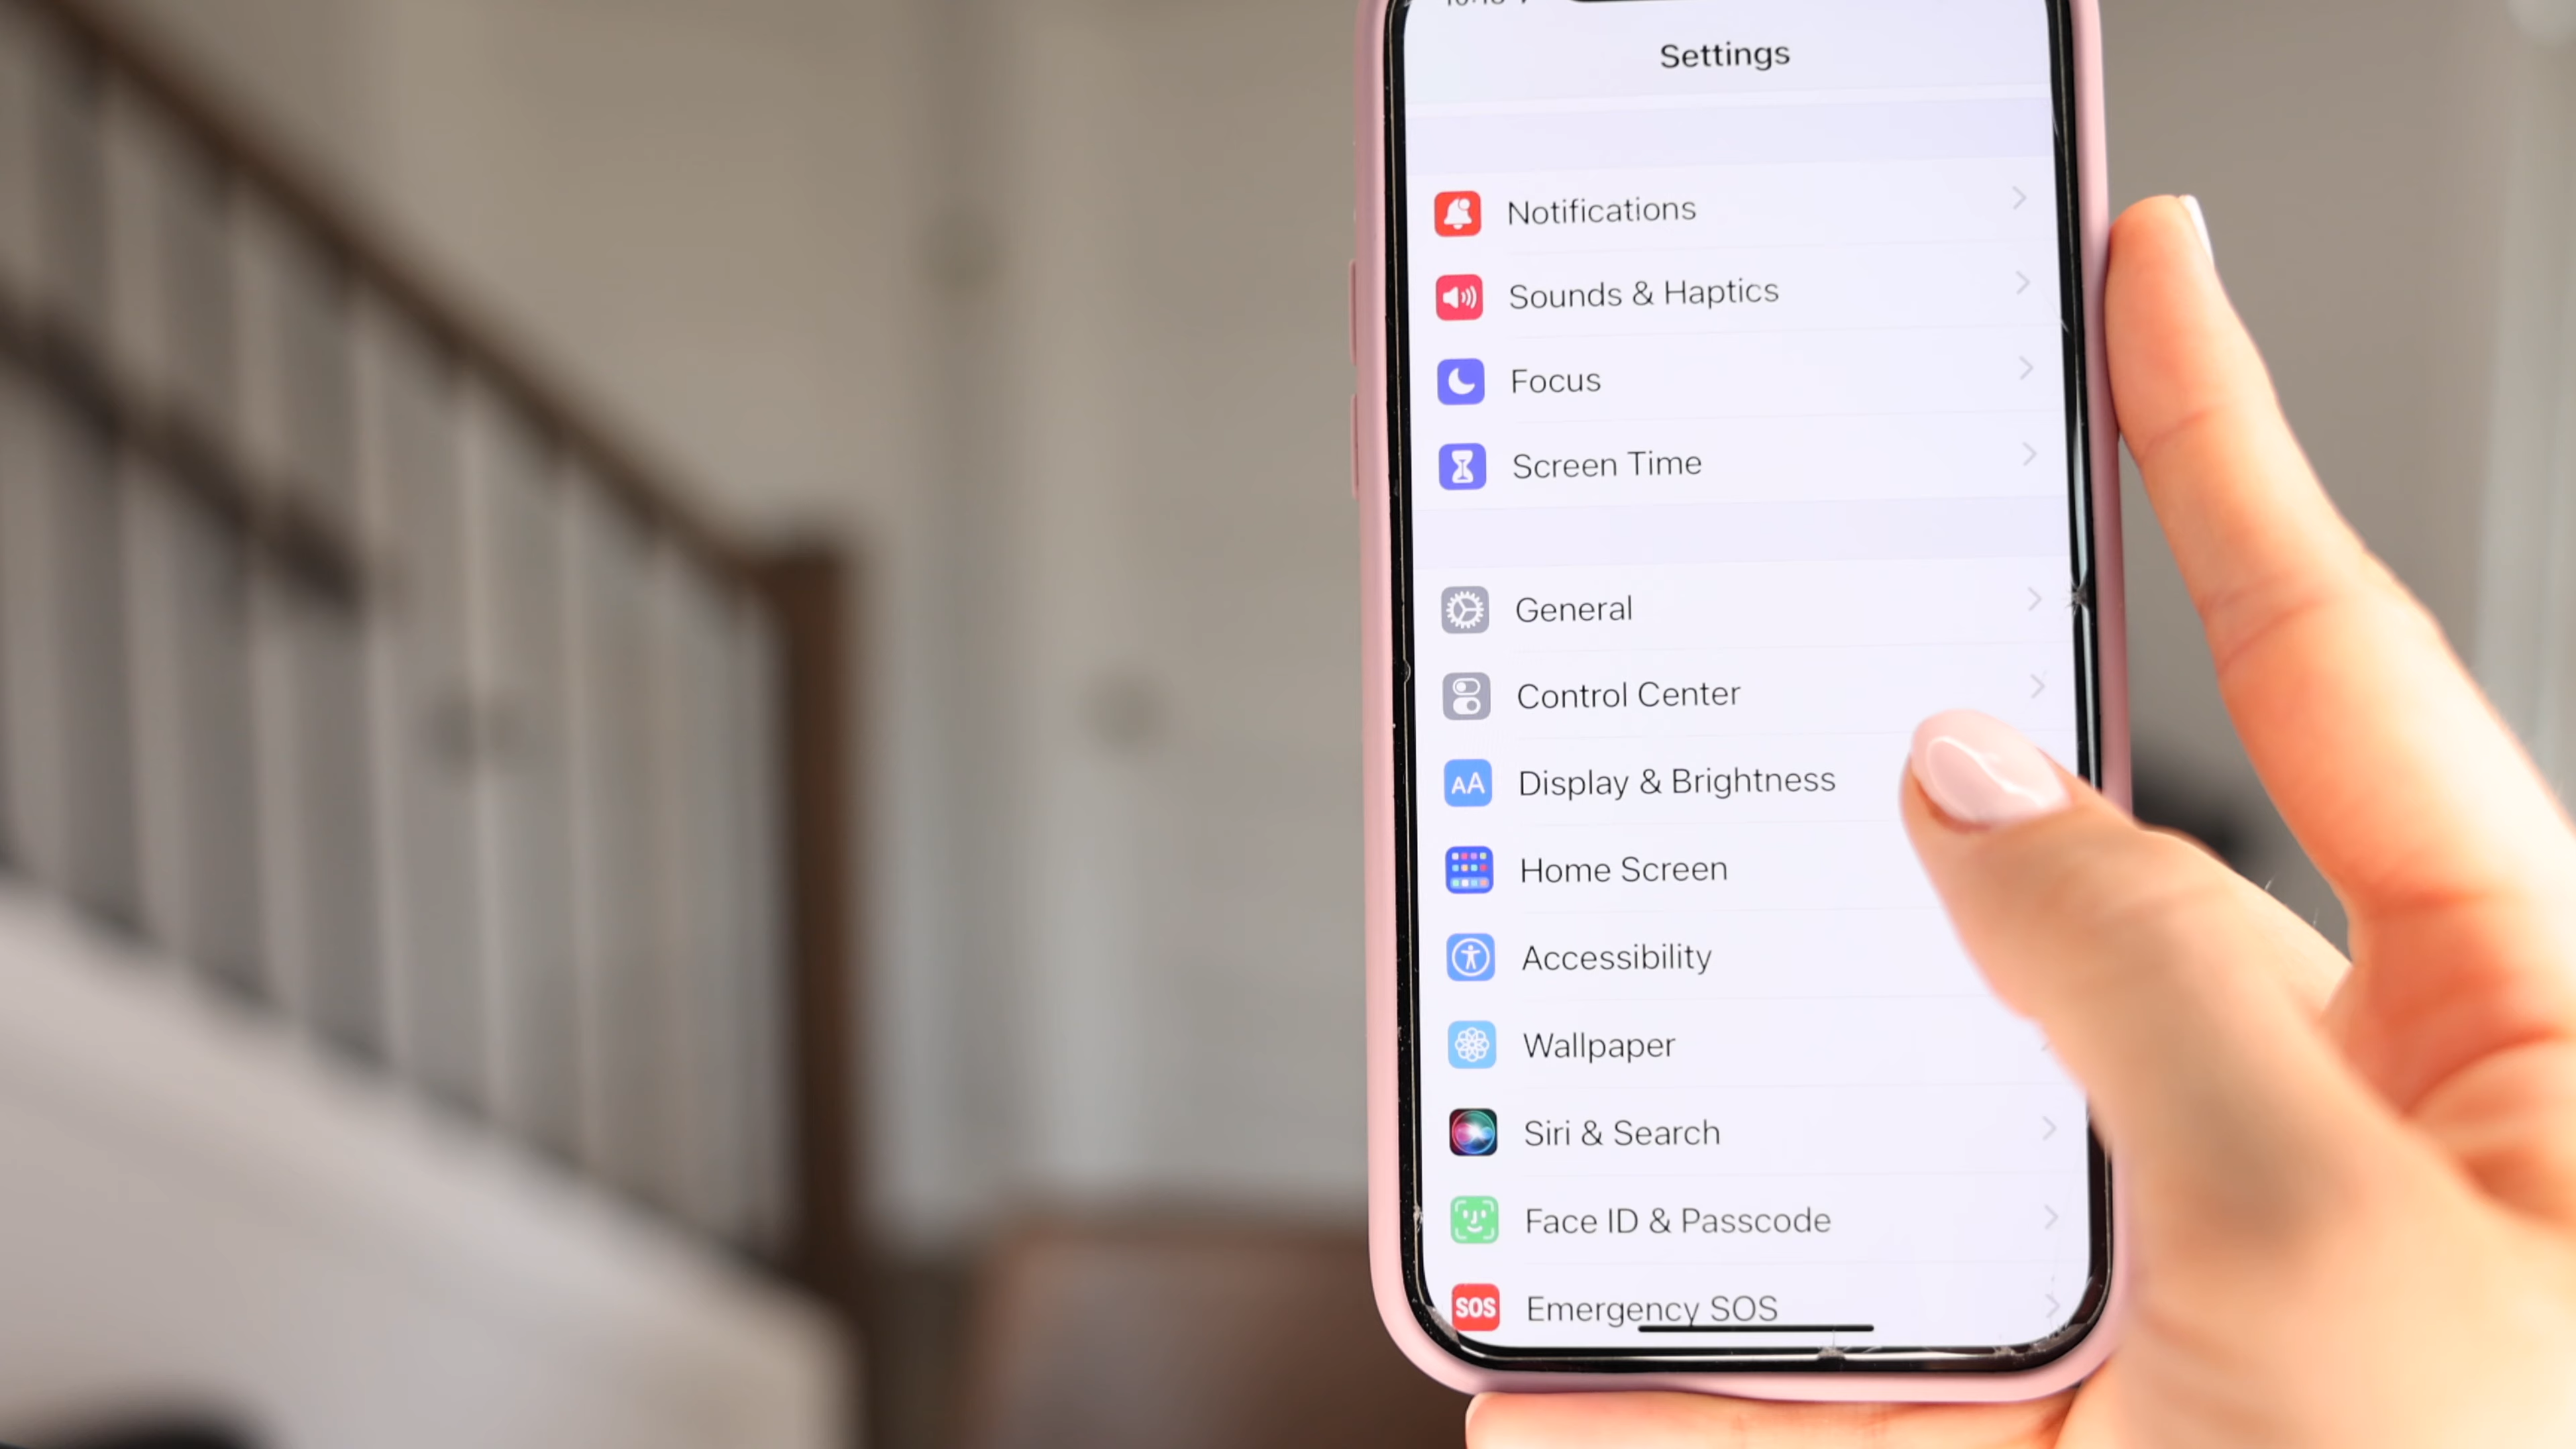 Settings
Notifications
Sounds & Haptics
Focus
Screen Time
General
Control Center
AA Display & Brightness
Home Screen
Accessibility
Wallpaper
Siri & Search
Face ID & Passcode
SOS Emergency SOS